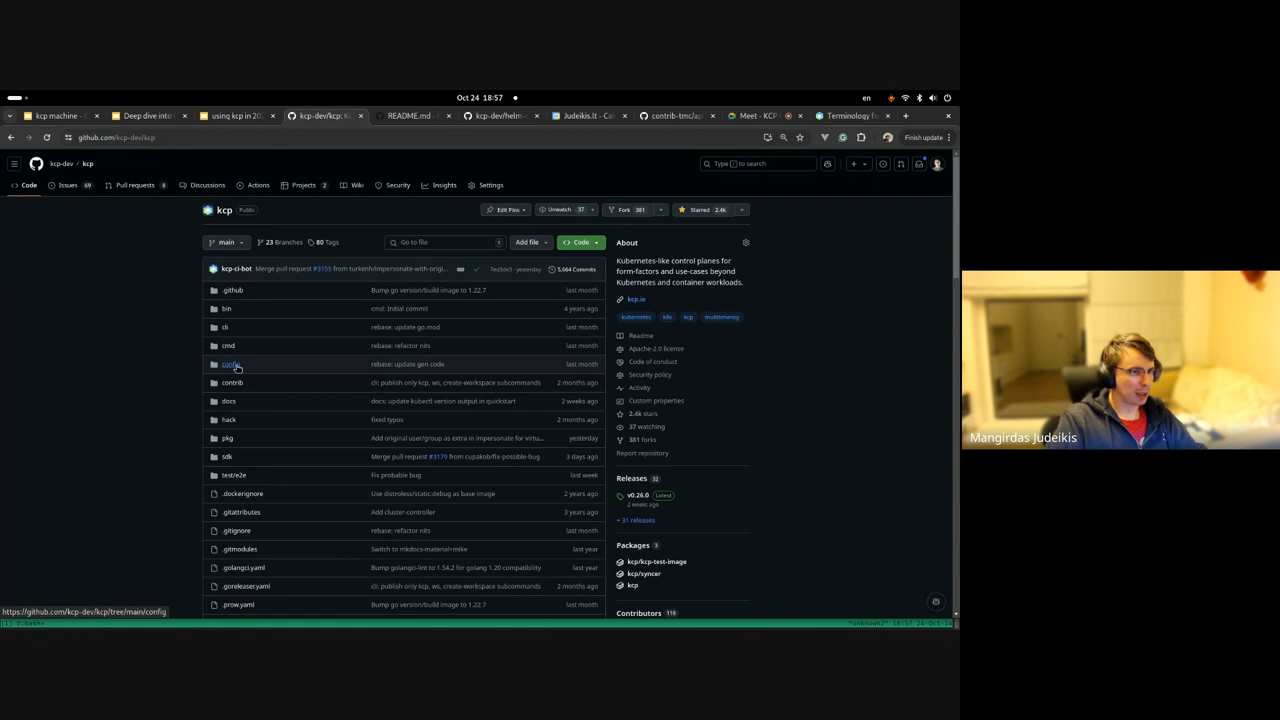 Oct 24 18:57
en
kcp machine - G
Deep dive into
using kcp in 20
kcp-dev/kcp: K
README.md -
kcp-dev/helm-c
Judeikis.lt - Cal
contrib-tmc/ap
Meet - KCP
Terminology fo
github.com/kcp-dev/kcp
Finish update
kcp-dev / kcp
Type / to search
Code
Issues 69
Pull requests 8
Discussions
Actions
Projects 2
Wiki
Security
Insights
Settings
kcp Public
Edit Pins
Unwatch 37
Fork 381
Starred 2.4k
main
23 Branches
80 Tags
Go to file
Add file
Code
kcp-ci-bot Merge pull request #3155 from turkenh/impersonate-with-origi... yesterday 5,664 Commits
.github Bump go version/build image to 1.22.7 last month
bin cmd: Initial commit 4 years ago
cli rebase: update go.mod last month
cmd rebase: refactor nits last month
config rebase: update gen code last month
contrib cli: publish only kcp, ws, create-workspace subcommands 2 months ago
docs docs: update kubectl version output in quickstart 2 weeks ago
hack fixed typos 2 months ago
pkg Add original user/group as extra in impersonate for virtu... yesterday
sdk Merge pull request #3179 from cupakob/fix-possible-bug 3 days ago
test/e2e Fix probable bug last week
.dockerignore Use distroless/static:debug as base image 2 years ago
.gitattributes Add cluster-controller 3 years ago
.gitignore rebase: refactor nits last month
.gitmodules Switch to mkdocs-material+mike last year
.golangci.yaml Bump golangci-lint to 1.54.2 for golang 1.20 compatibility last year
.goreleaser.yaml cli: publish only kcp, ws, create-workspace subcommands 2 months ago
.prow.yaml Bump go version/build image to 1.22.7 last month
About
Kubernetes-like control planes for
form-factors and use-cases beyond
Kubernetes and container workloads.
kcp.io
kubernetes k8s kcp multitenancy
Readme
Apache-2.0 license
Code of conduct
Security policy
Activity
Custom properties
2.4k stars
37 watching
381 forks
Report repository
Releases 32
v0.26.0 Latest
2 weeks ago
+ 31 releases
Packages 3
kcp/kcp-test-image
kcp/syncer
kcp
Contributors 118
https://github.com/kcp-dev/kcp/tree/main/config
18:57 24-Oct-24
Mangirdas Judeikis